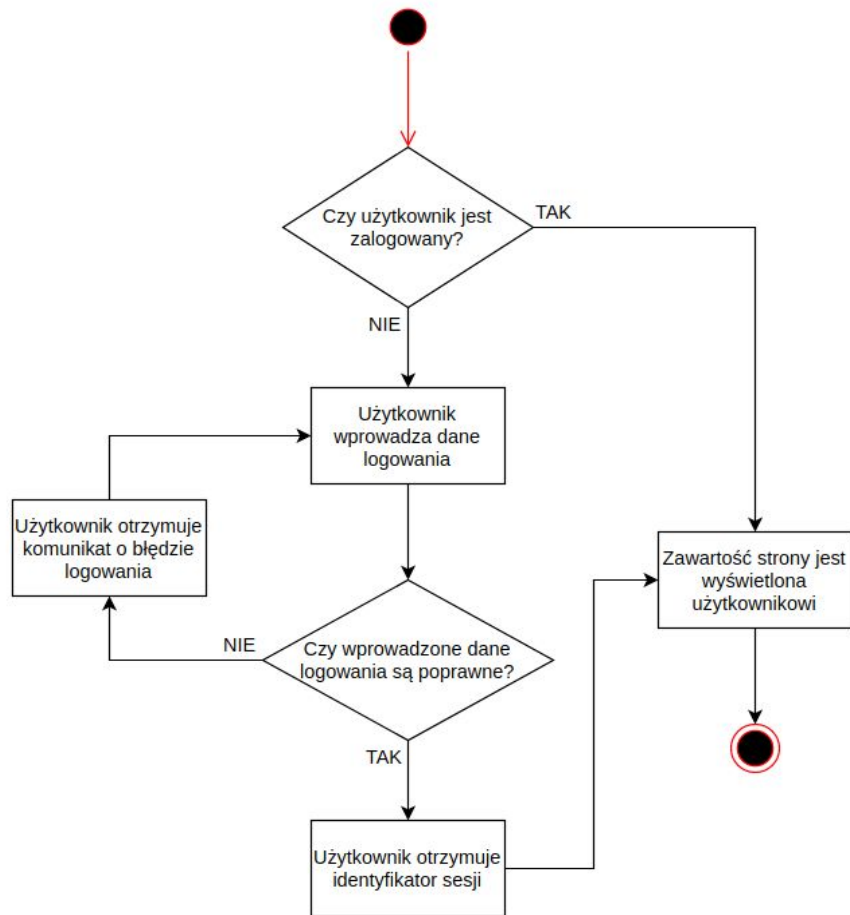 Czy użytkownik jest
zalogowany?
TAK
NIE
Użytkownik
wprowadza dane
logowania
Użytkownik otrzymuje
komunikat o błędzie
logowania
Zawartość strony jest
wyświetlona
użytkownikowi
NIE
Czy wprowadzone dane
logowania są poprawne?
TAK
Użytkownik otrzymuje
identyfikator sesji